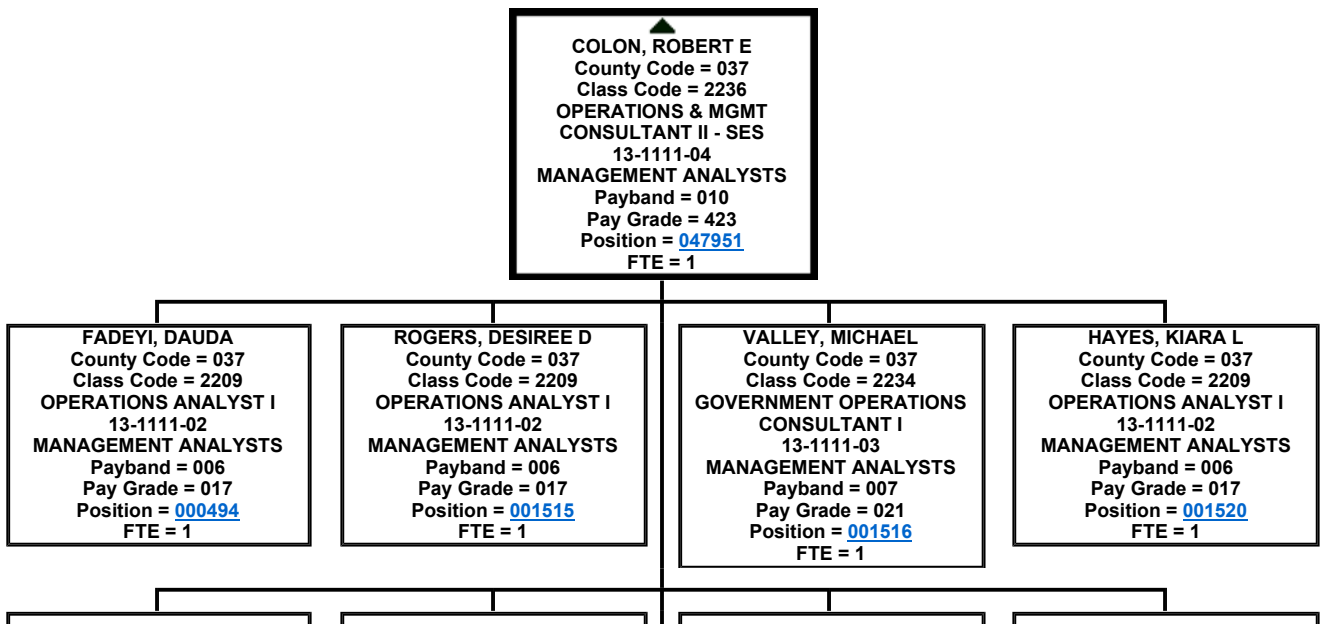 COLON, ROBERT E
County Code = 037
Class Code = 2236
OPERATIONS & MGMT
CONSULTANT II - SES
13-1111-04
MANAGEMENT ANALYSTS
Payband = 010
Pay Grade = 423
Position = 047951
FTE = 1
FADEYI, DAUDA
County Code = 037
Class Code = 2209
OPERATIONS ANALYST I
13-1111-02
MANAGEMENT ANALYSTS
Payband = 006
Pay Grade = 017
Position = 000494
FTE = 1
ROGERS, DESIREE D
County Code = 037
Class Code = 2209
OPERATIONS ANALYST I
13-1111-02
MANAGEMENT ANALYSTS
Payband = 006
Pay Grade = 017
Position = 001515
FTE = 1
VALLEY, MICHAEL
County Code = 037
Class Code = 2234
GOVERNMENT OPERATIONS
CONSULTANT I
13-1111-03
MANAGEMENT ANALYSTS
Payband = 007
Pay Grade = 021
Position = 001516
FTE = 1
HAYES, KIARA L
County Code = 037
Class Code = 2209
OPERATIONS ANALYST I
13-1111-02
MANAGEMENT ANALYSTS
Payband = 006
Pay Grade = 017
Position = 001520
FTE = 1